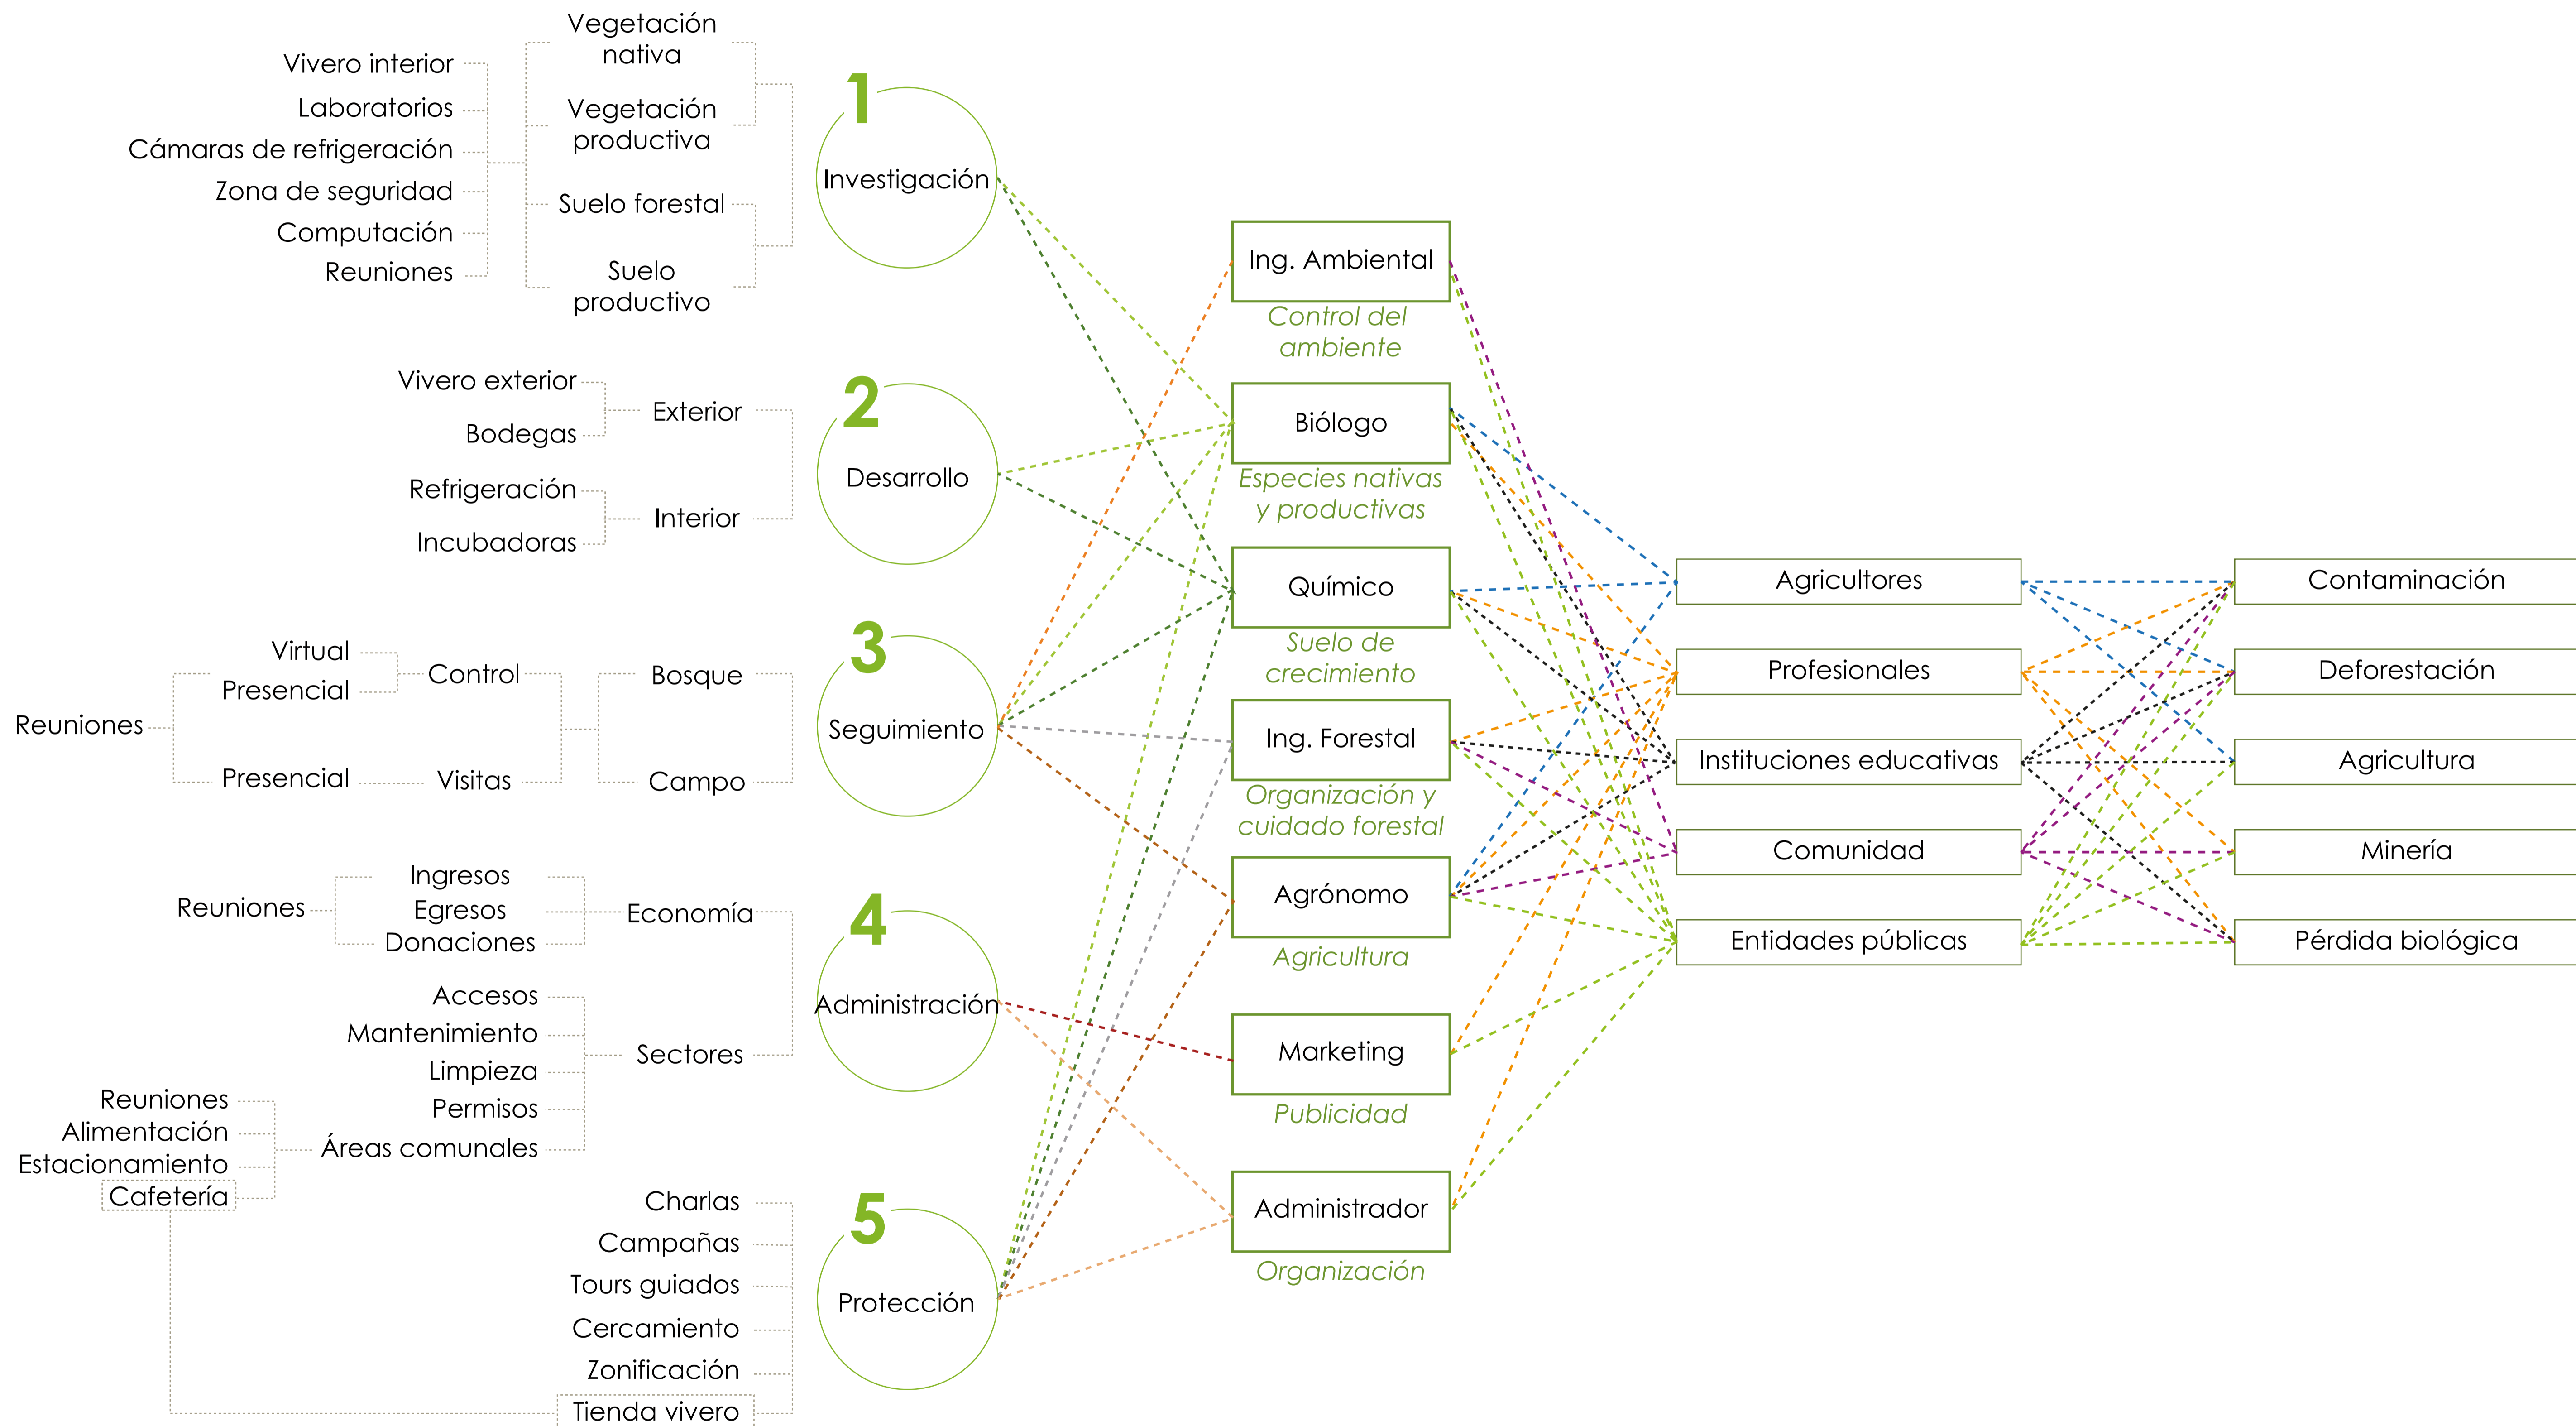 Vegetación
nativa
Vegetación
productiva
Suelo forestal
Suelo
productivo
Vivero interior
Laboratorios
Cámaras de refrigeración
Zona de seguridad
Computación
Reuniones
1
Investigación
Vivero exterior
Bodegas
Exterior
Refrigeración
Incubadoras
Interior
2
Desarrollo
Virtual
Presencial
Control
Bosque
Reuniones
Presencial
Visitas
Campo
3
Seguimiento
Ingresos
Egresos
Donaciones
Reuniones
Economía
Accesos
Mantenimiento
Limpieza
Permisos
Áreas comunales
Sectores
Reuniones
Alimentación
Estacionamiento
Cafetería
4
Administración
Charlas
Campañas
Tours guiados
Cercamiento
Zonificación
Tienda vivero
5
Protección
Ing. Ambiental
Control del
ambiente
Biólogo
Especies nativas
y productivas
Químico
Suelo de
crecimiento
Ing. Forestal
Organización y
cuidado forestal
Agrónomo
Agricultura
Marketing
Publicidad
Administrador
Organización
Agricultores
Profesionales
Instituciones educativas
Comunidad
Entidades públicas
Contaminación
Deforestación
Agricultura
Minería
Pérdida biológica